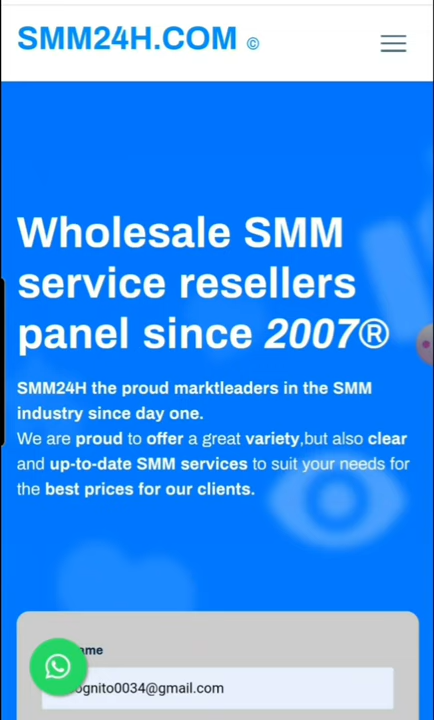 SMM24H.COM ©
Wholesale SMM
service resellers
panel since 2007®
SMM24H the proud marktleaders in the SMM
industry since day one.
We are proud to offer a great variety,but also clear
and up-to-date SMM services to suit your needs for
the best prices for our clients.
ame
ognito0034@gmail.com